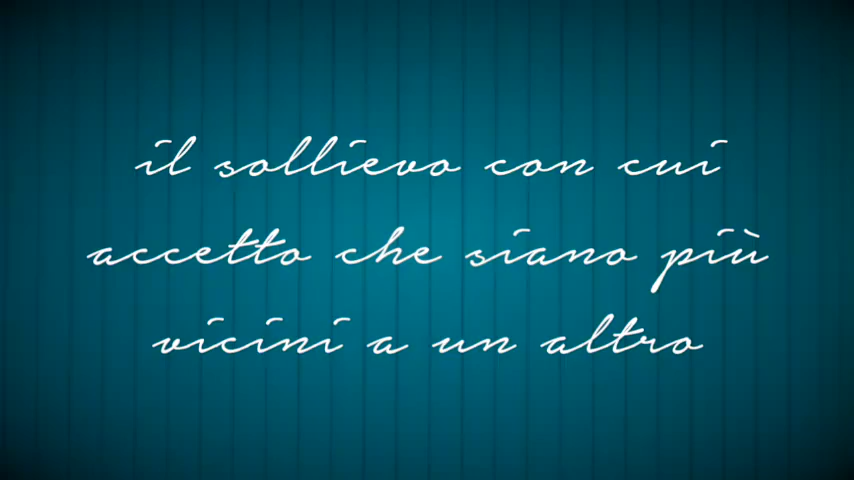 il sollievo con cui
accetto che siano più
vicini a un altro